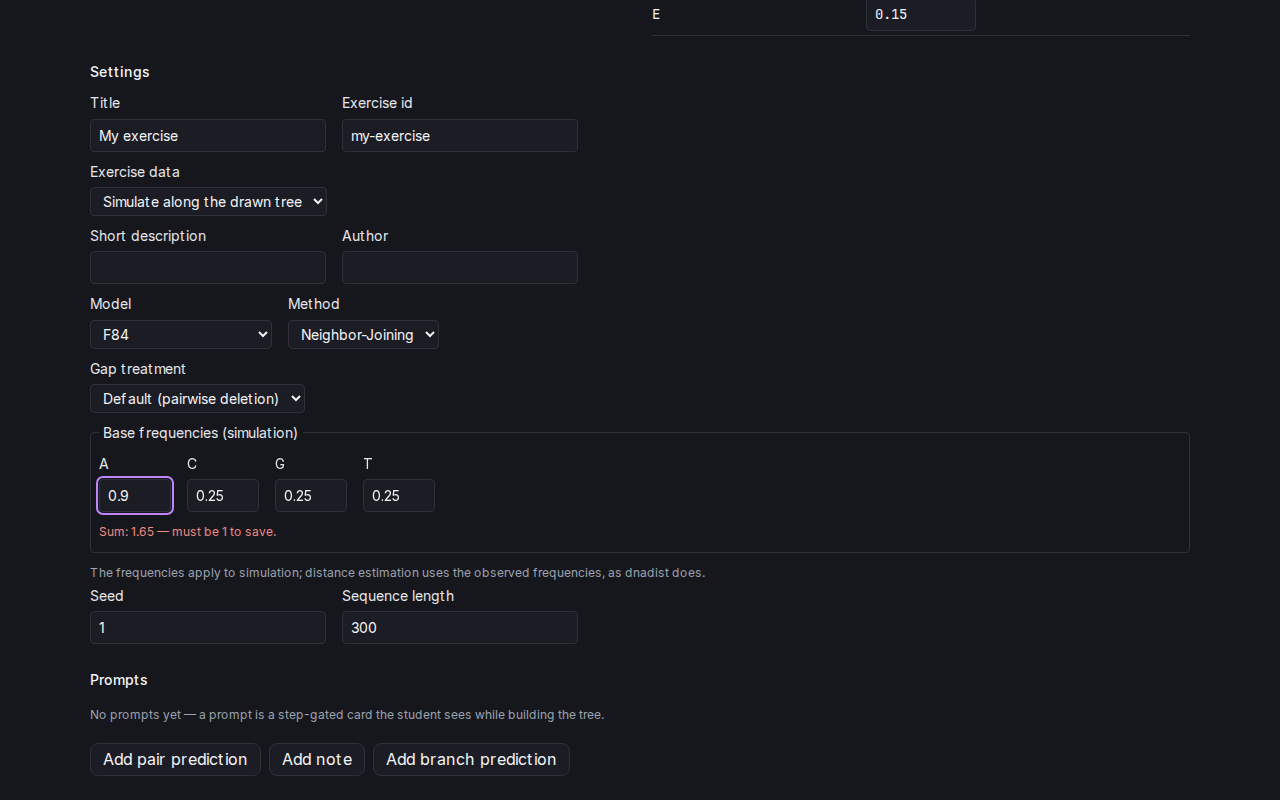 E 0.15
Settings
Title Exercise id
My exercise my-exercise
Exercise data
Simulate along the drawn tree
Short description Author
Model Method
F84 Neighbor-Joining
Gap treatment
Default (pairwise deletion)
Base frequencies (simulation)
A C G T
0.9 0.25 0.25 0.25
Sum: 1.65 — must be 1 to save.
The frequencies apply to simulation; distance estimation uses the observed frequencies, as dnadist does.
Seed Sequence length
1 300
Prompts
No prompts yet — a prompt is a step-gated card the student sees while building the tree.
Add pair prediction Add note Add branch prediction